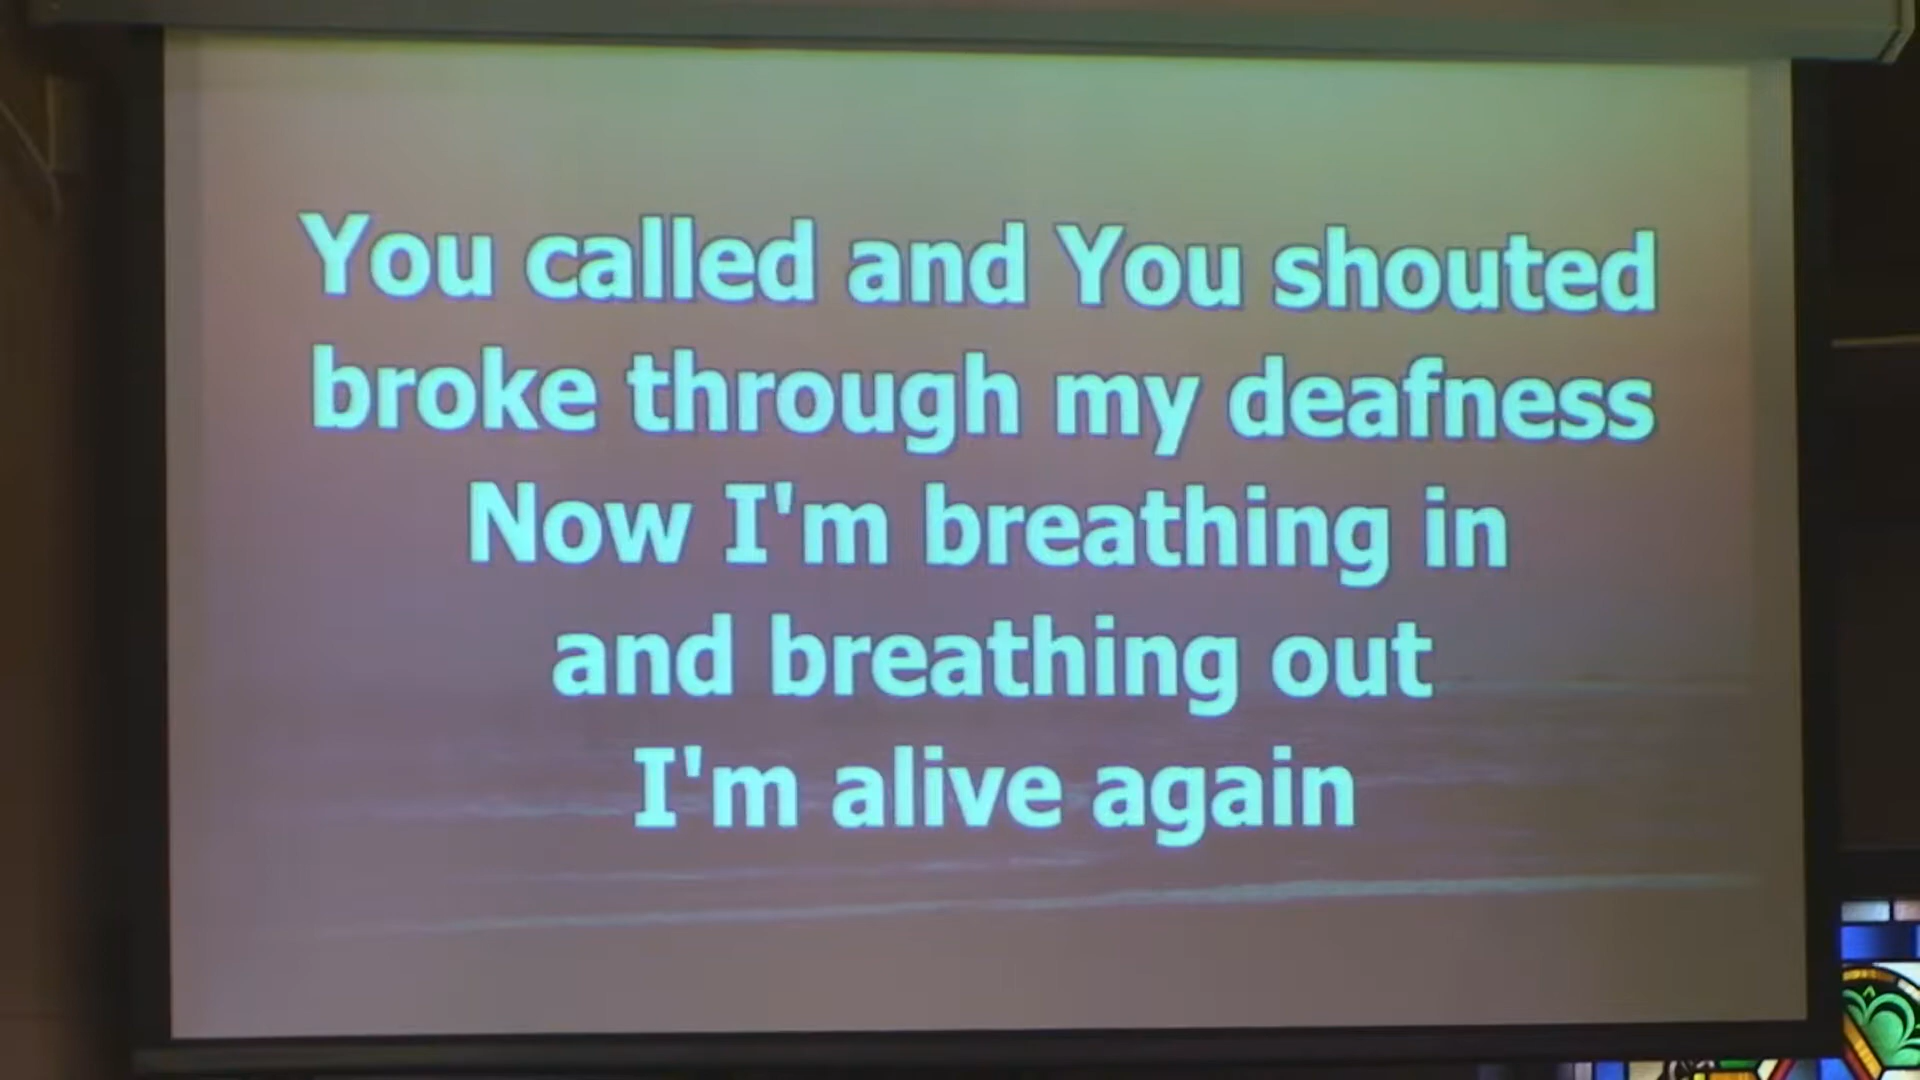 You called and You shouted
broke through my deafness
Now I'm breathing in
and breathing out
I'm alive again